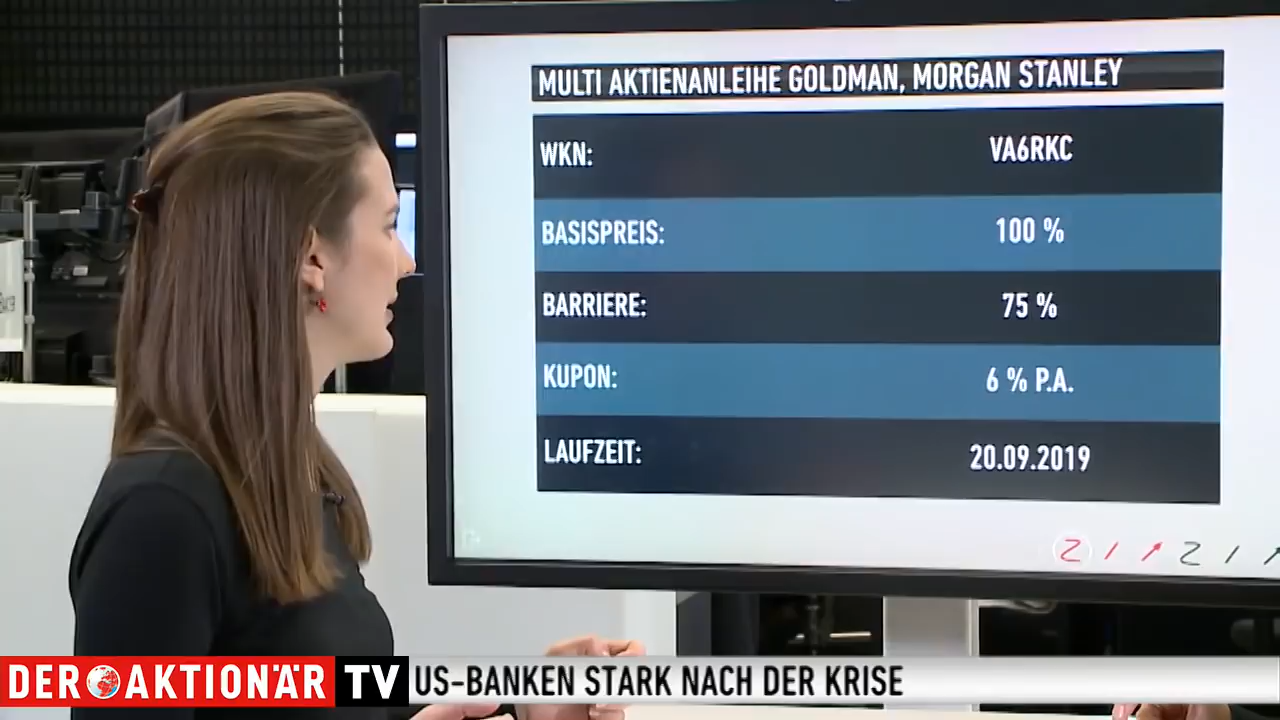 MULTI AKTIENANLEIHE GOLDMAN, MORGAN STANLEY
WKN: VA6RKC
BASISPREIS: 100 %
BARRIERE: 75 %
KUPON: 6 % P.A.
LAUFZEIT: 20.09.2019
DER AKTIONÄR TV
US-BANKEN STARK NACH DER KRISE